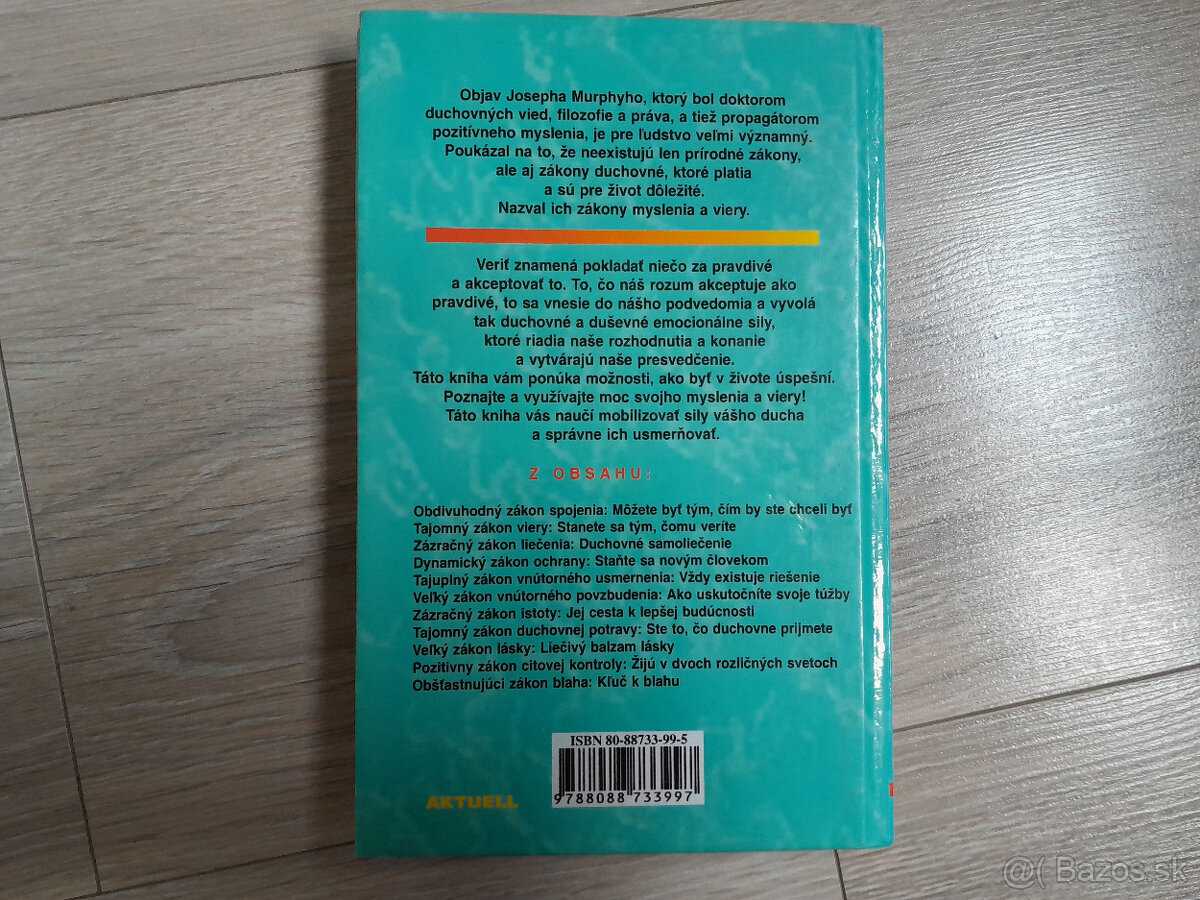 Objav Josepha Murphyho, ktorý bol doktorom
duchovných vied, filozofie a práva, a tiež propagátorom
pozitívneho myslenia, je pre ľudstvo veľmi významný.
Poukázal na to, že neexistujú len prírodné zákony,
ale aj zákony duchovné, ktoré platia
a sú pre život dôležité.
Nazval ich zákony myslenia a viery.
Veriť znamená pokladať niečo za pravdivé
a akceptovať to. To, čo náš rozum akceptuje ako
pravdivé, to sa vnesie do nášho podvedomia a vyvolá
tak duchovné a duševné emocionálne sily,
ktoré riadia naše rozhodnutia a konanie
a vytvárajú naše presvedčenie.
Táto kniha vám ponúka možnosti, ako byť v živote úspešní.
Poznajte a využívajte moc svojho myslenia a viery!
Táto kniha vás naučí mobilizovať sily vášho ducha
a správne ich usmerňovať.
Z OBSAHU:
Obdivuhodný zákon spojenia: Môžete byť tým, čím by ste chceli byť
Tajomný zákon viery: Stanete sa tým, čomu veríte
Zázračný zákon liečenia: Duchovné samoliečenie
Dynamický zákon ochrany: Staňte sa novým človekom
Tajuplný zákon vnútorného usmernenia: Vždy existuje riešenie
Veľký zákon vnútorného povzbudenia: Ako uskutočníte svoje túžby
Zázračný zákon istoty: Jej cesta k lepšej budúcnosti
Tajomný zákon duchovnej potravy: Ste to, čo duchovne prijmete
Veľký zákon lásky: Liečivý balzam lásky
Pozitivny zákon citovej kontroly: Žijú v dvoch rozličných svetoch
Obšťastnujúci zákon blaha: Kľuč k blahu
ISBN 80-88733-99-5
9788088733997
AKTUELL
@( Bazos.sk